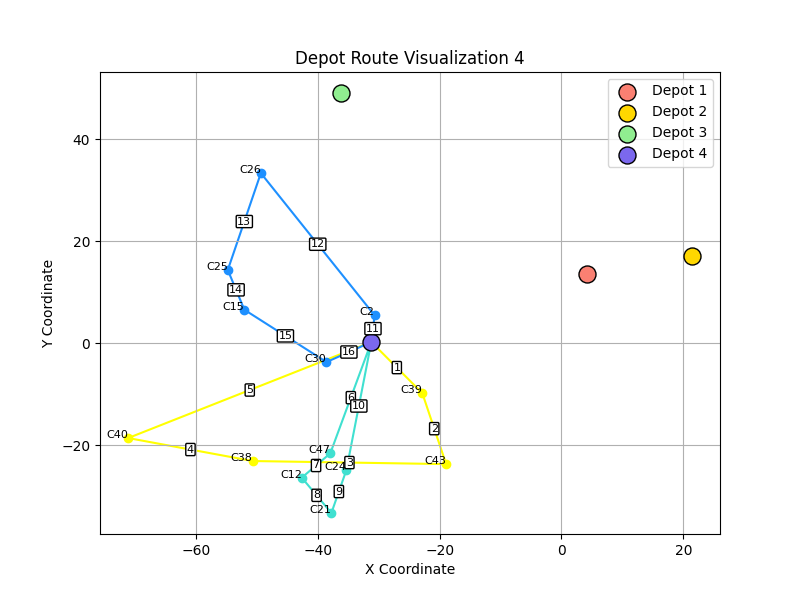 Depot Route Visualization 4
Depot 1
Depot 2
Depot 3
Depot 4
Y Coordinate
40
20
0
−20
C26
13
12
C25
14
C15
C2
11
15
C30
16
1
5
C39
6
10
2
C40
4
C38
C47
7
C24
3
C43
C12
8
9
C21
−60
−40
−20
0
20
X Coordinate